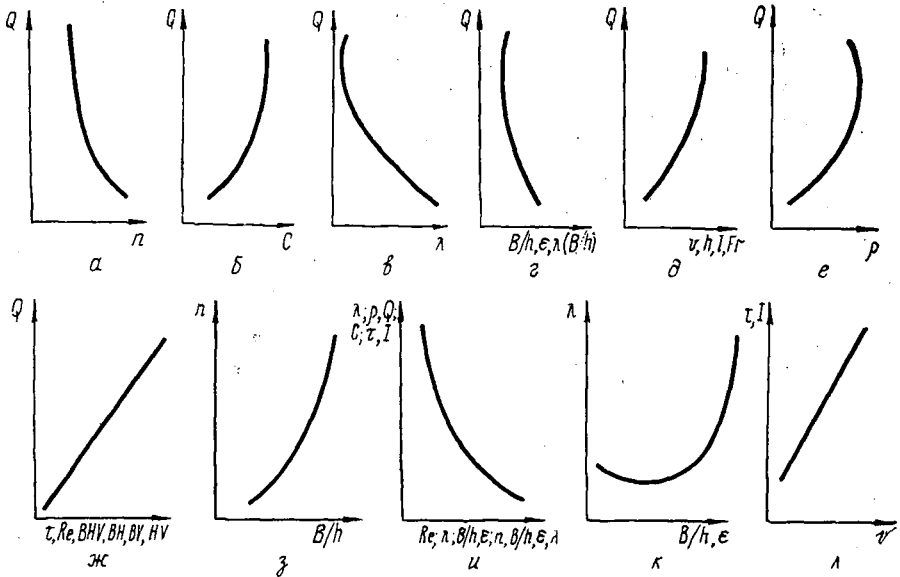 Q Q Q Q Q Q
n C λ B/h, ε, λ(B/h) v, h, I, Fr p
а б в г д е
Q n λ; p, Q; C; τ, I λ τ, I
τ, Re, BHV, BH, BV, HV B/h Re; λ; B/h, ε; n, B/h, ε, λ B/h, ε v
ж з и к л